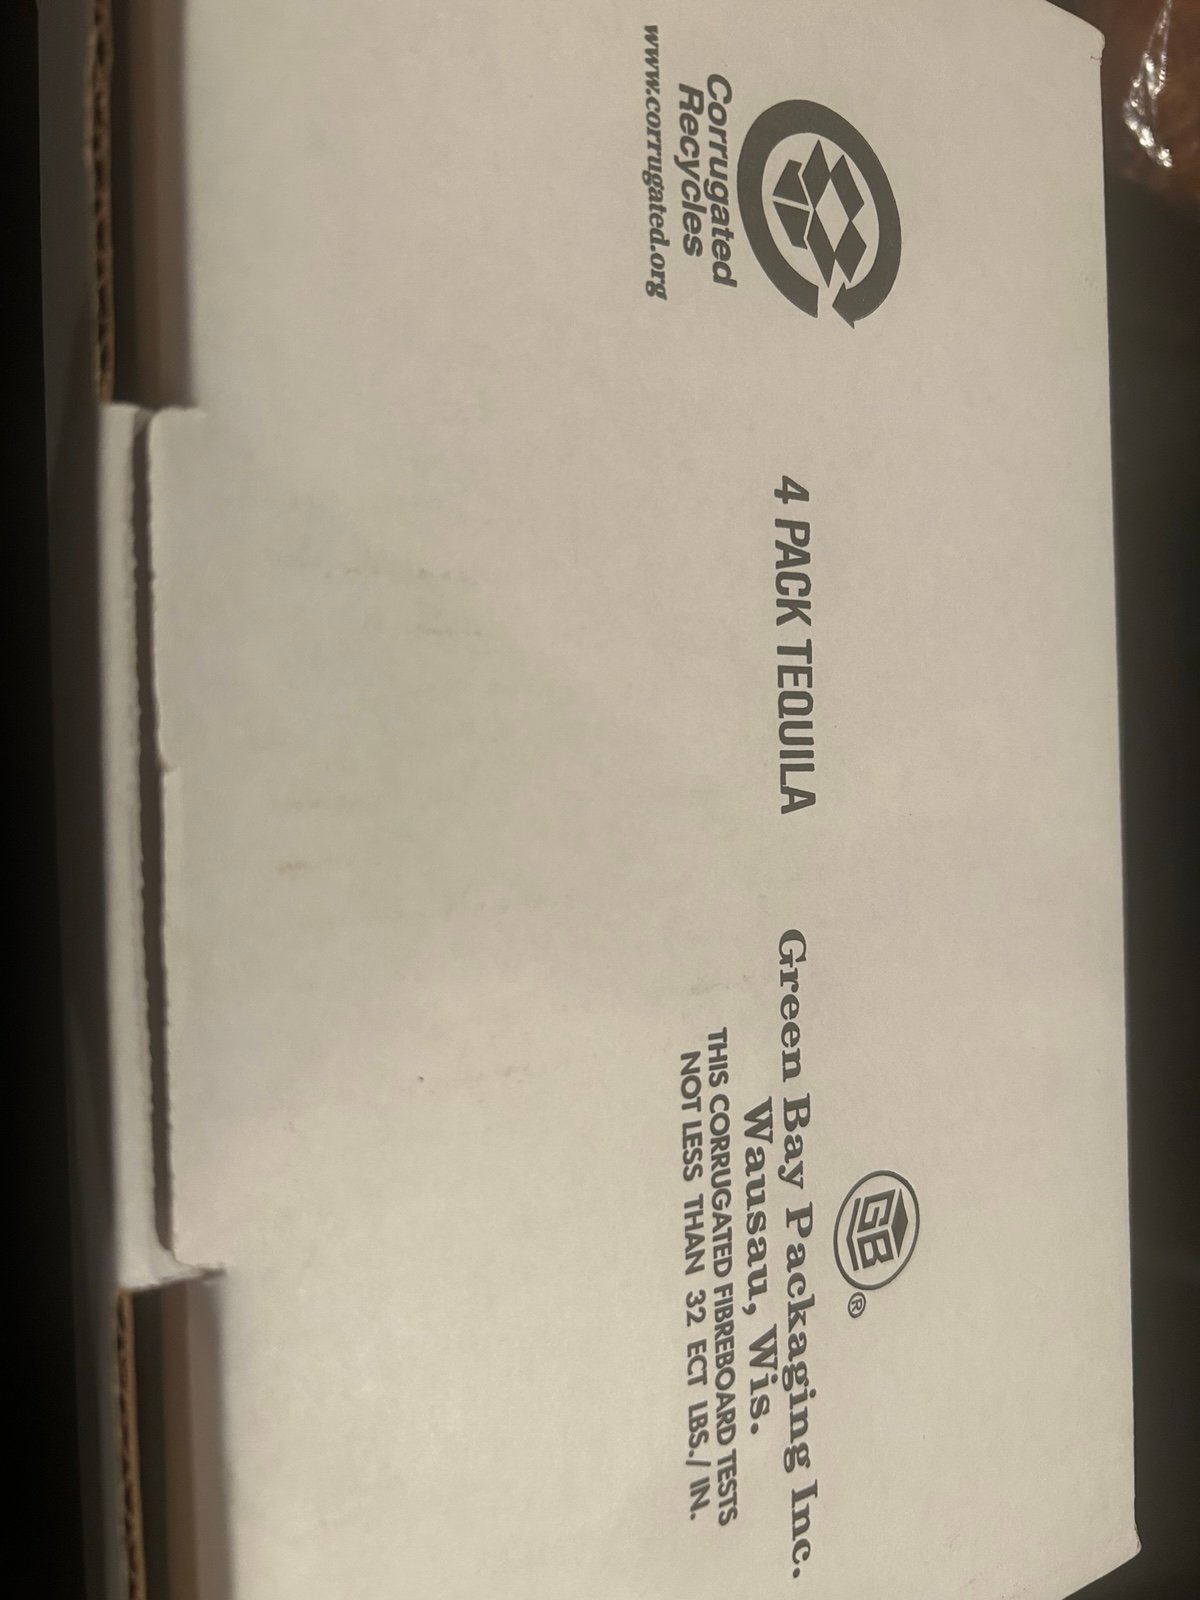 Corrugated
Recycles
www.corrugated.org
4 PACK TEQUILA
GB®
Green Bay Packaging Inc.
Wausau, Wis.
THIS CORRUGATED FIBREBOARD TESTS
NOT LESS THAN 32 ECT LBS./ IN.